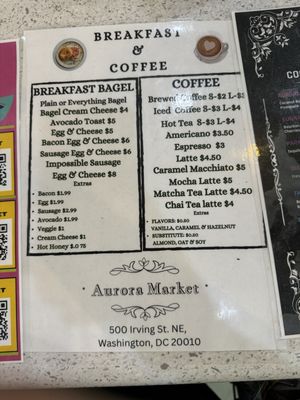 BREAKFAST
&
COFFEE
BREAKFAST BAGEL
Plain or Everything Bagel
Bagel Cream Cheese $4
Avocado Toast $5
Egg & Cheese $5
Bacon Egg & Cheese $6
Sausage Egg & Cheese $6
Impossible Sausage
Egg & Cheese $8
Extras
• Bacon $1.99
• Egg $1.99
• Sausage $2.99
• Avocado $1.99
• Veggie $1
• Cream Cheese $1
• Hot Honey $.0 75
COFFEE
Brewed Coffee S-$2 L-$3
Iced Coffee S-$3 L-$4
Hot Tea S-$3 L-$4
Americano $3.50
Espresso $3
Latte $4.50
Caramel Macchiato $5
Mocha Latte $5
Matcha Tea Latte $4.50
Chai Tea latte $4
Extras
• FLAVORS: $0.50
VANILLA, CARAMEL & HAZELNUT
• SUBSTITUTE: $0.50
ALMOND, OAT & SOY
Aurora Market
500 Irving St NE,
Washington, DC 20010